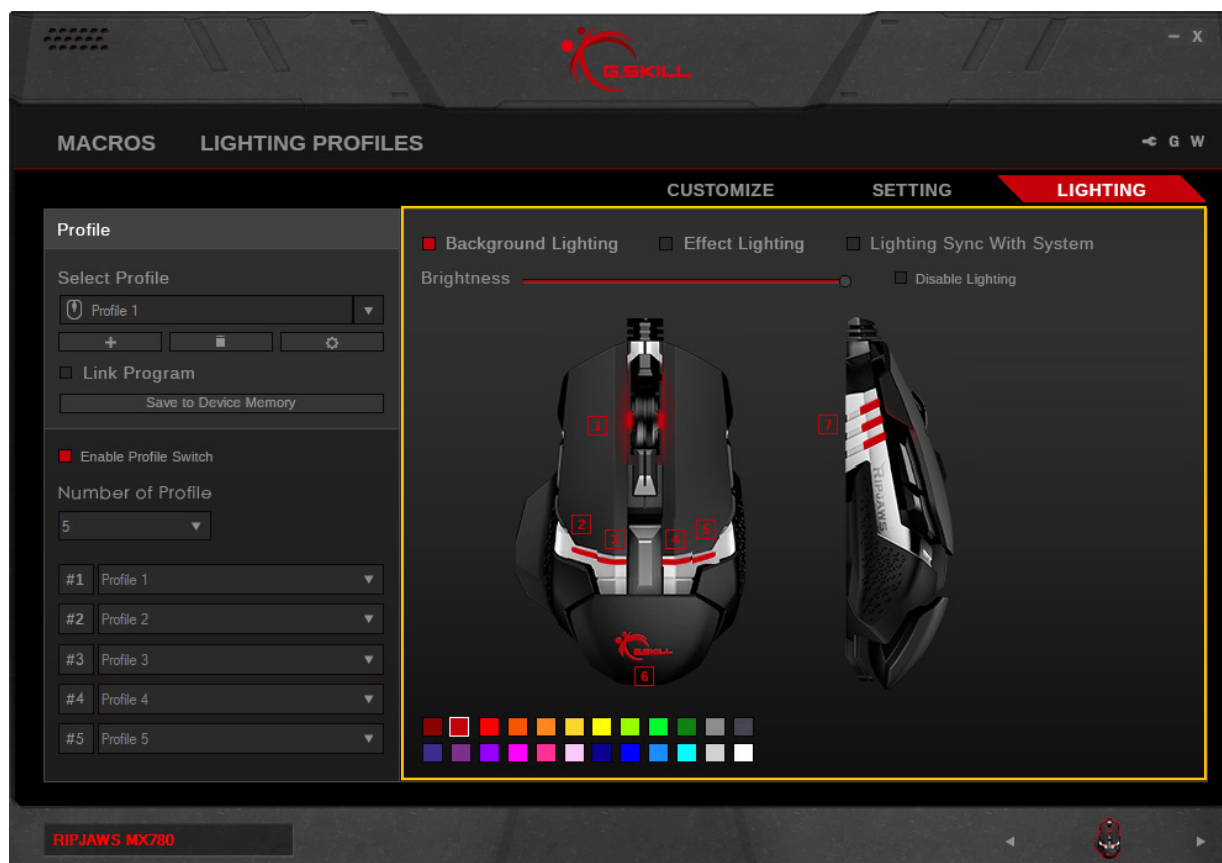 G.SKILL
- X
MACROS LIGHTING PROFILES
G W
CUSTOMIZE SETTING LIGHTING
Profile
Select Profile
Profile 1
Link Program
Save to Device Memory
Enable Profile Switch
Number of Profile
5
#1 Profile 1
#2 Profile 2
#3 Profile 3
#4 Profile 4
#5 Profile 5
Background Lighting Effect Lighting Lighting Sync With System
Brightness Disable Lighting
1
7
RIPJAWS
2 3 4 5
G.SKILL
6
RIPJAWS MX780